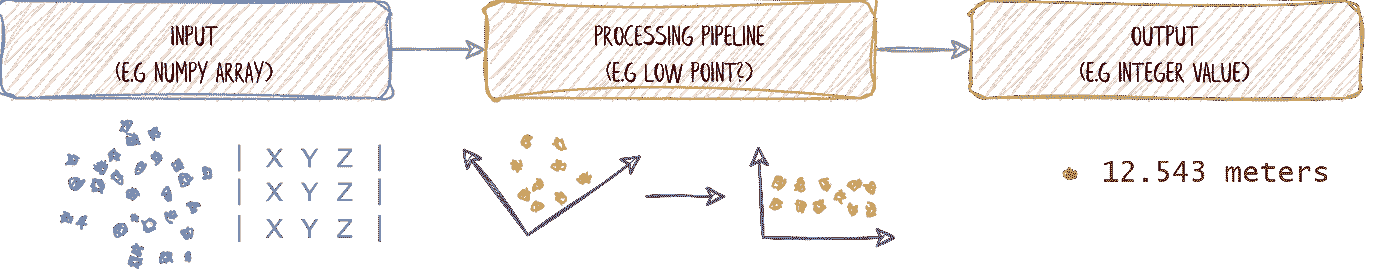 INPUT
(E.G NUMPY ARRAY)
PROCESSING PIPELINE
(E.G LOW POINT?)
OUTPUT
(E.G INTEGER VALUE)
| X Y Z |
| X Y Z |
| X Y Z |
12.543 meters